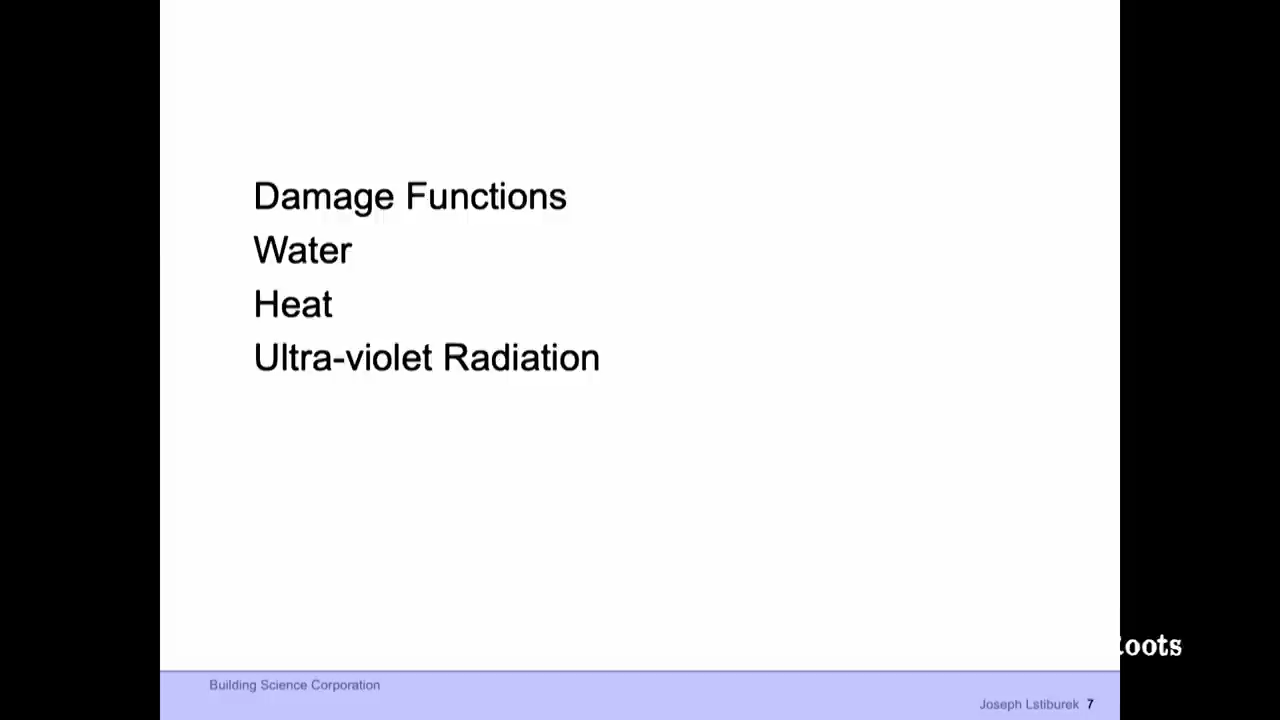 Damage Functions
Water
Heat
Ultra-violet Radiation
Building Science Corporation
Joseph Lstiburek 7